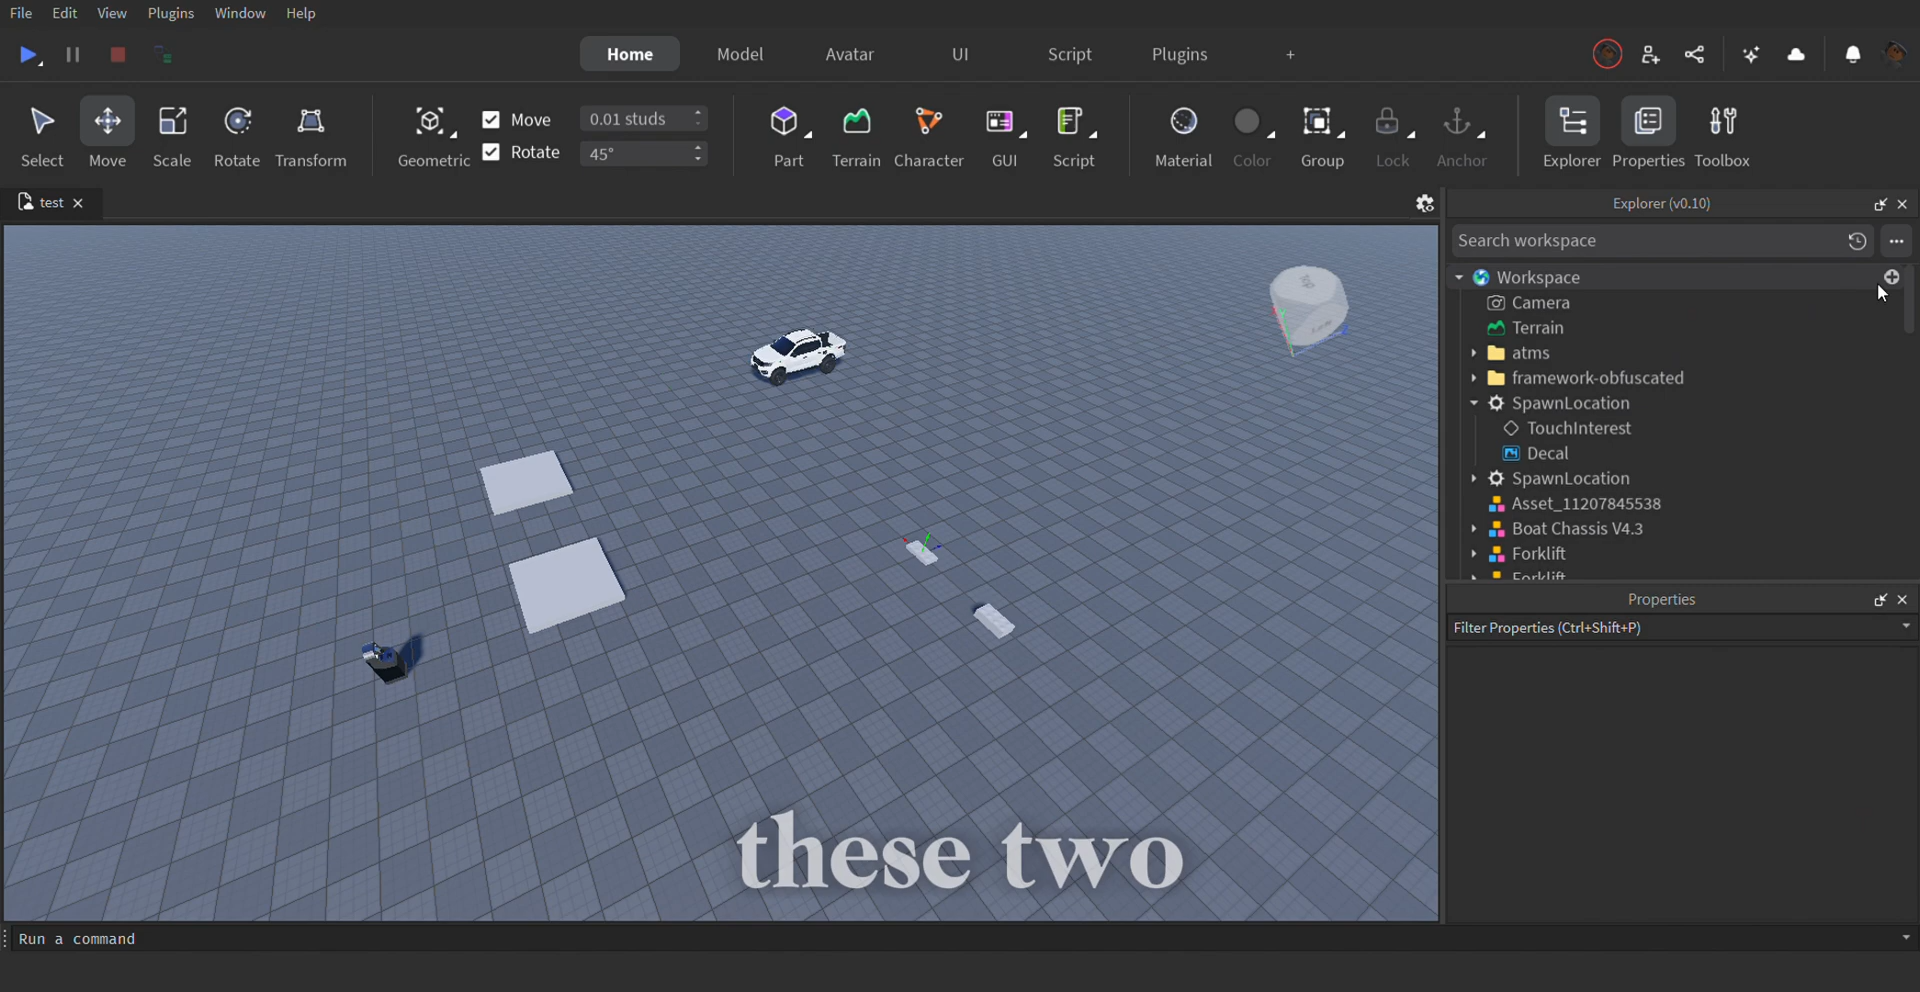 File Edit View Plugins Window Help
Home Model Avatar UI Script Plugins +
Move 0.01 studs
Rotate 45°
Select Move Scale Rotate Transform Geometric Part Terrain Character GUI Script Material Color Group Lock Anchor Explorer Properties Toolbox
test
Explorer (v0.10)
Search workspace
Workspace
Camera
Terrain
atms
framework-obfuscated
SpawnLocation
TouchInterest
Decal
SpawnLocation
Asset_11207845538
Boat Chassis V4.3
Forklift
Forklift
Properties
Filter Properties (Ctrl+Shift+P)
these two
Run a command